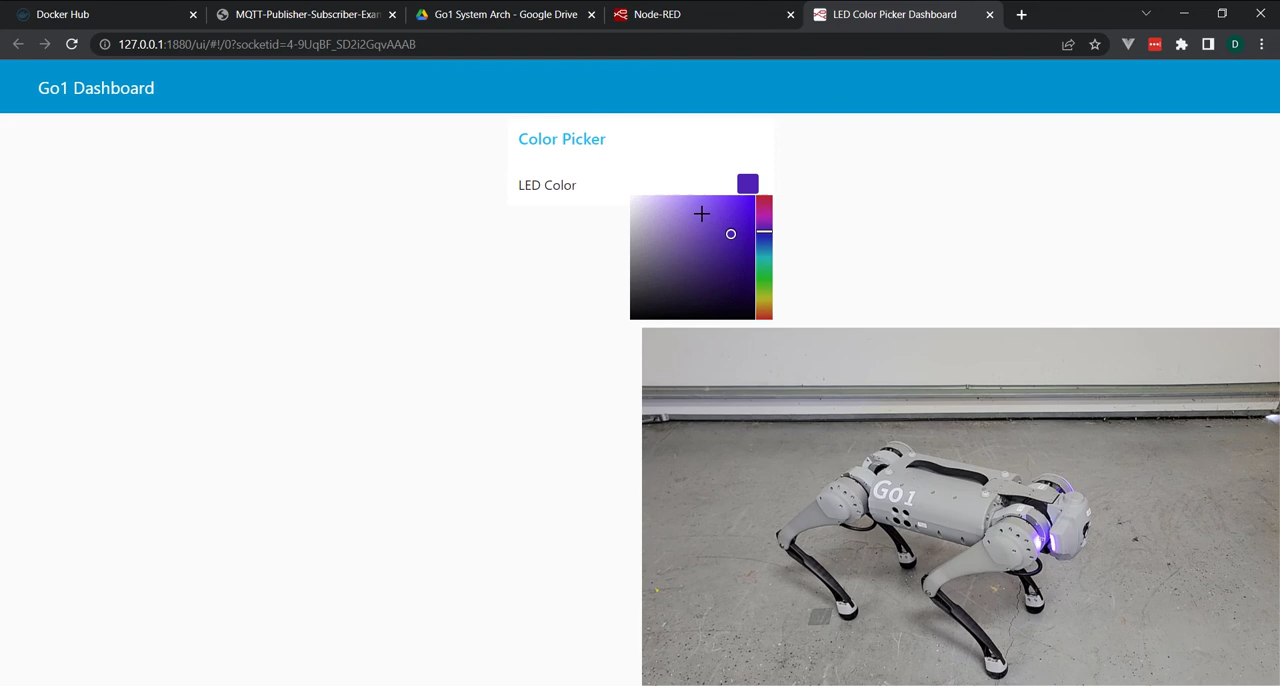 Docker Hub
MQTT-Publisher-Subscriber-Exan
Go1 System Arch - Google Drive
Node-RED
LED Color Picker Dashboard
127.0.0.1:1880/ui/#!/0?socketid=4-9UqBF_SD2i2GqvAAAB
D
Go1 Dashboard
Color Picker
LED Color
Go1